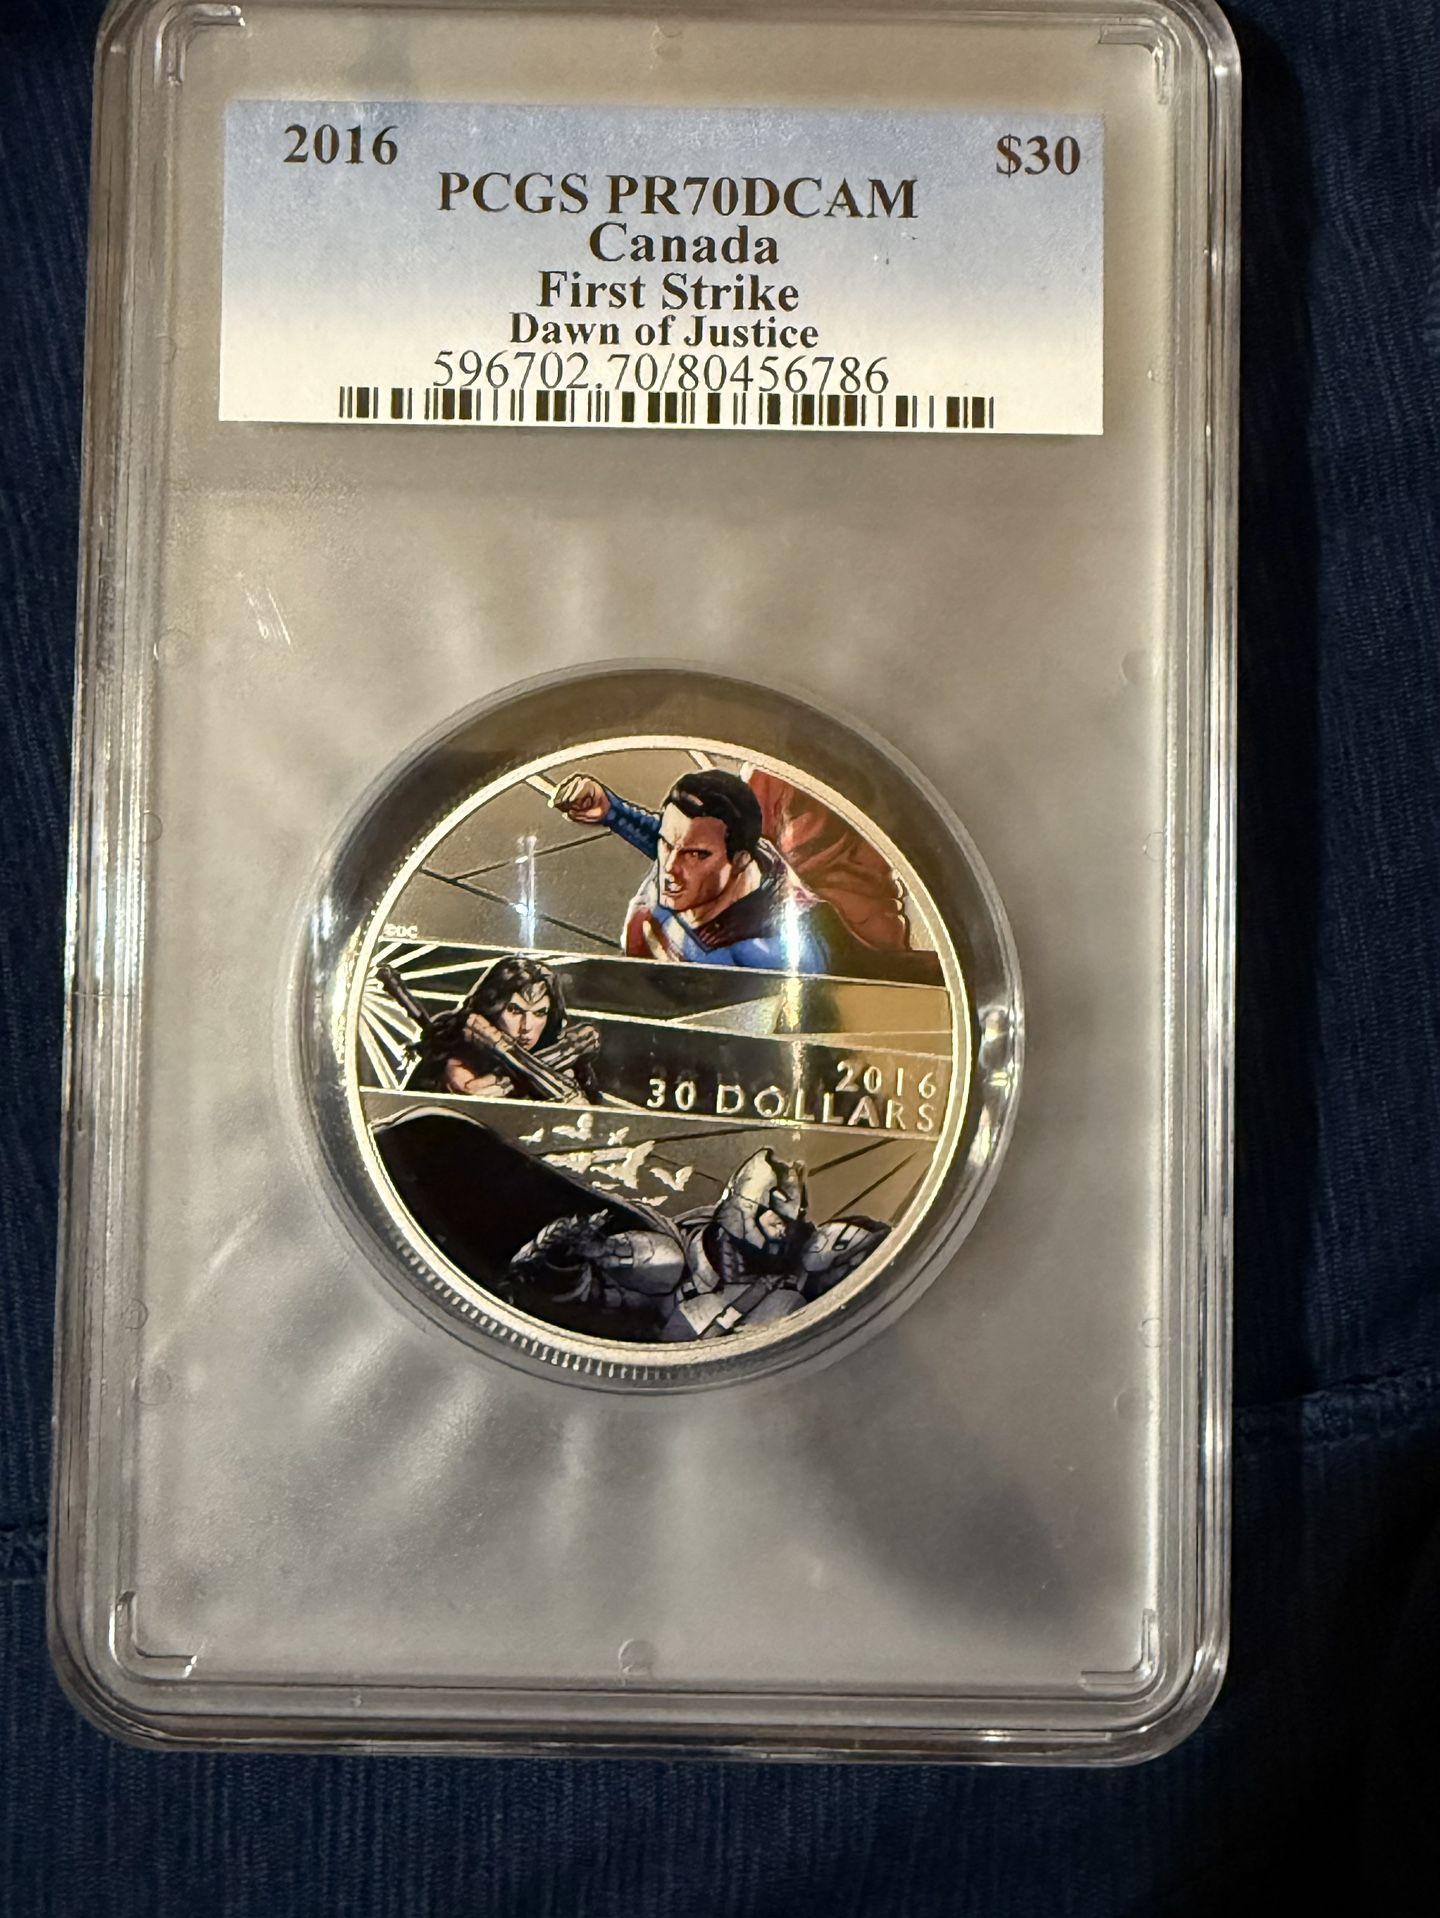 2016 $30
PCGS PR70DCAM
Canada
First Strike
Dawn of Justice
596702.70/80456786
©DC
2016
30 DOLLARS